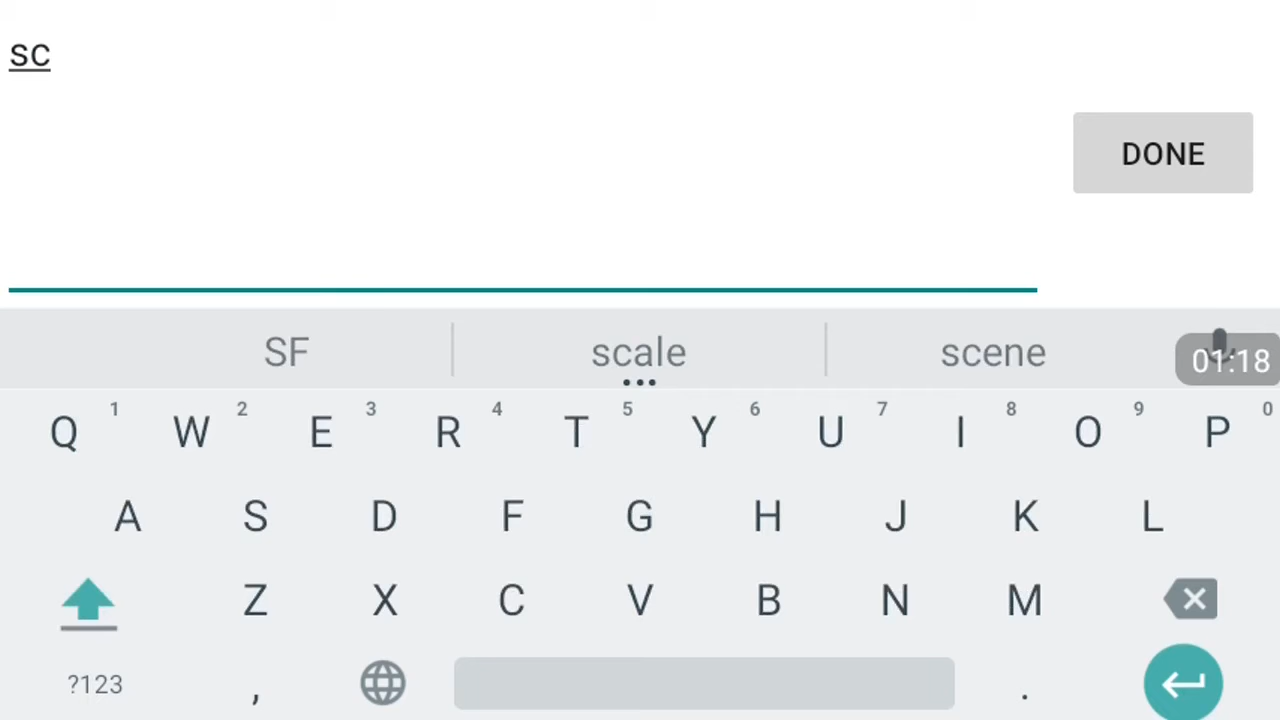 sc
DONE
SF scale scene
01:18
Q 1 W 2 E 3 R 4 T 5 Y 6 U 7 I 8 O 9 P 0
A S D F G H J K L
Z X C V B N M
?123 , .